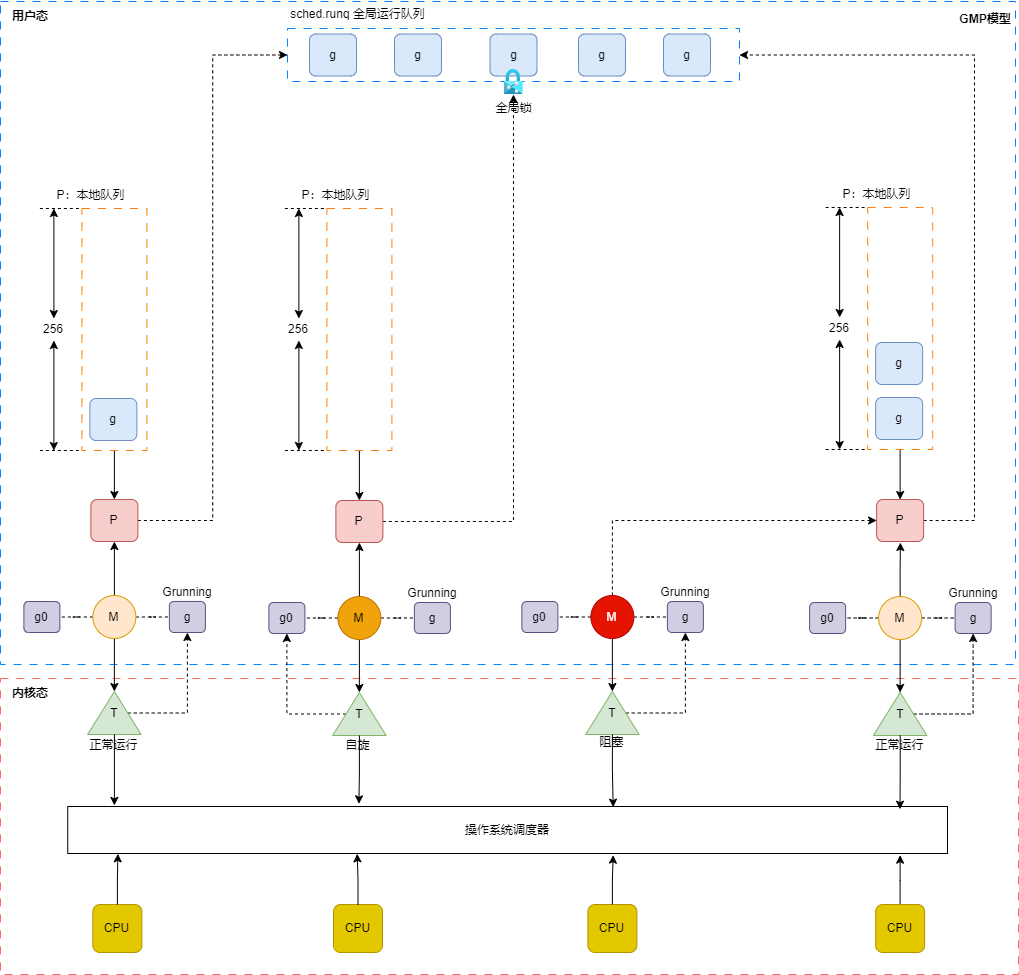 用户态
sched.runq 全局运行队列
GMP模型
g
g
g
g
g
全局锁
P：本地队列
P：本地队列
P：本地队列
256
256
256
g
g
g
P
P
P
Grunning
Grunning
Grunning
Grunning
g0
M
g
g0
M
g
g0
M
g
g0
M
g
内核态
T
T
T
T
正常运行
自旋
阻塞
正常运行
操作系统调度器
CPU
CPU
CPU
CPU